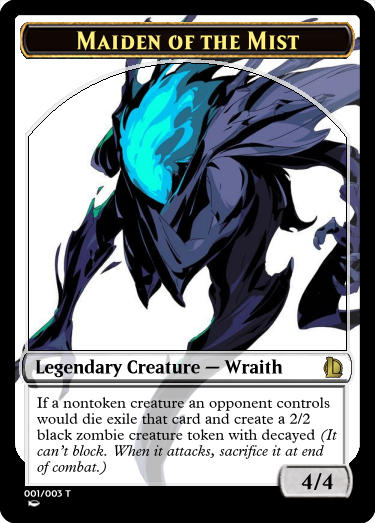 Maiden of the Mist
Legendary Creature — Wraith
If a nontoken creature an opponent controls
would die exile that card and create a 2/2
black zombie creature token with decayed (It
can't block. When it attacks, sacrifice it at end
of combat.)
4/4
001/003 T